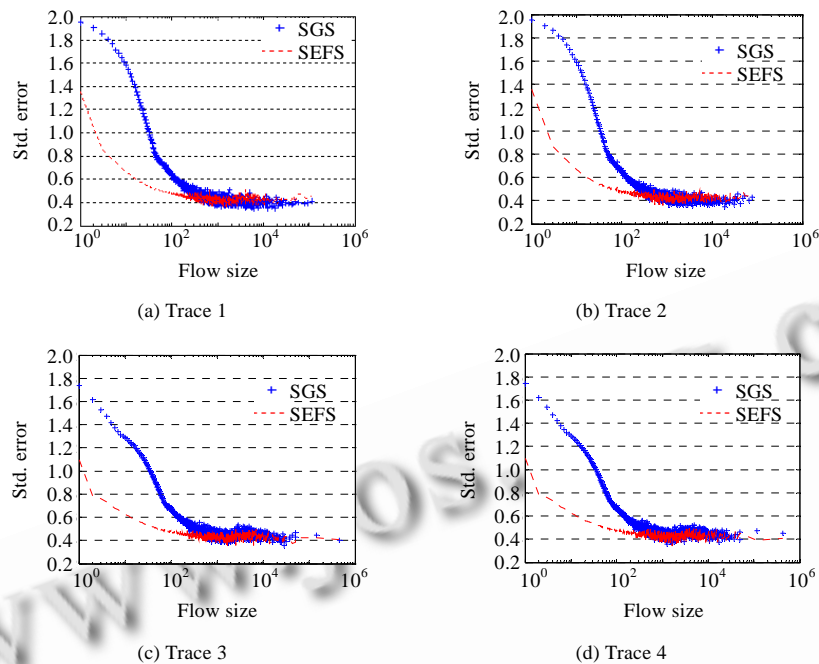 2.0
1.8
1.6
1.4
1.2
1.0
0.8
0.6
0.4
0.2
Std. error
SGS
SEFS
10^0 10^2 10^4 10^6
Flow size
(a) Trace 1
2.0
1.8
1.6
1.4
1.2
1.0
0.8
0.6
0.4
0.2
Std. error
SGS
SEFS
10^0 10^2 10^4 10^6
Flow size
(b) Trace 2
2.0
1.8
1.6
1.4
1.2
1.0
0.8
0.6
0.4
0.2
Std. error
SGS
SEFS
10^0 10^2 10^4 10^6
Flow size
(c) Trace 3
2.0
1.8
1.6
1.4
1.2
1.0
0.8
0.6
0.4
0.2
Std. error
SGS
SEFS
10^0 10^2 10^4 10^6
Flow size
(d) Trace 4